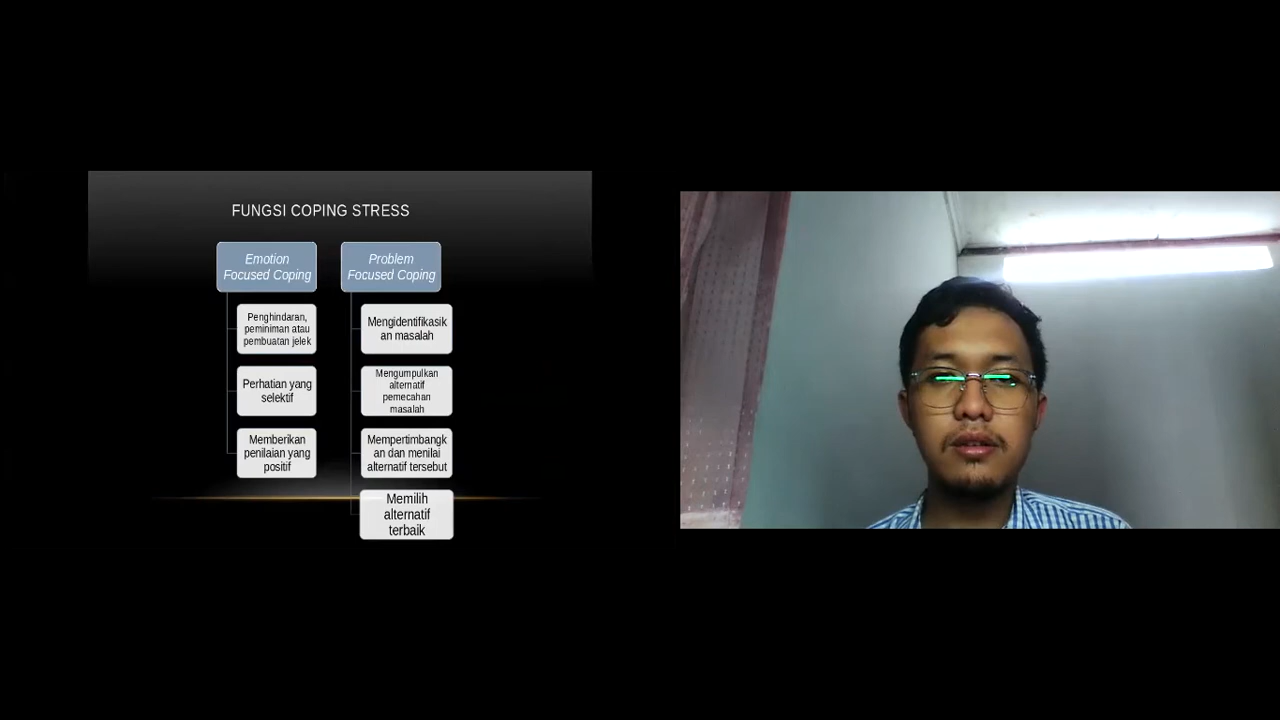 FUNGSI COPING STRESS
Emotion
Focused Coping
Penghindaran,
peminiman atau
pembuatan jelek
Perhatian yang
selektif
Memberikan
penilaian yang
positif
Problem
Focused Coping
Mengidentifikasik
an masalah
Mengumpulkan
alternatif
pemecahan
masalah
Mempertimbangk
an dan menilai
alternatif tersebut
Memilih
alternatif
terbaik